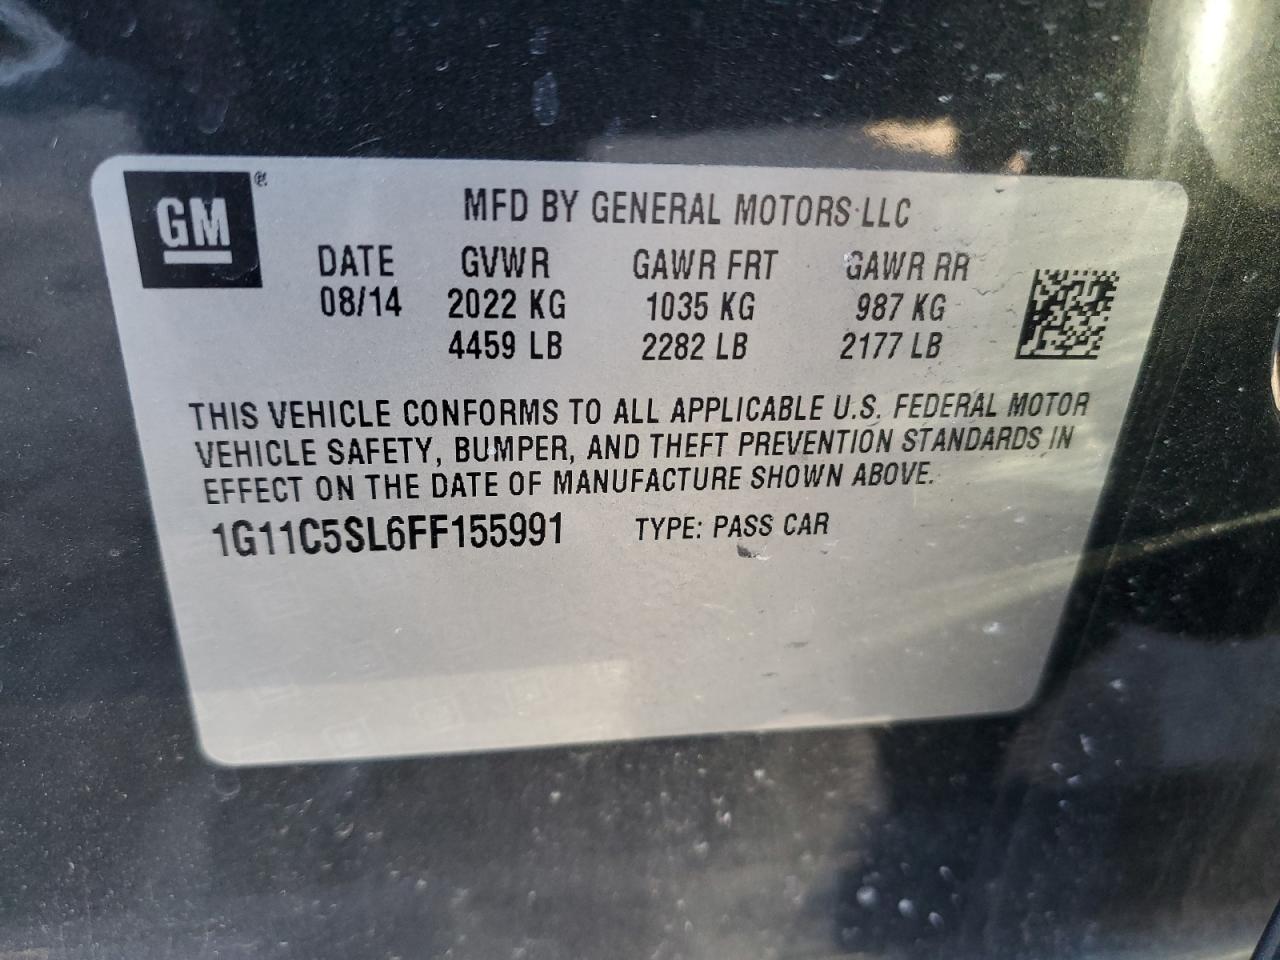 GM ®
MFD BY GENERAL MOTORS LLC
DATE GVWR GAWR FRT GAWR RR
08/14 2022 KG 1035 KG 987 KG
4459 LB 2282 LB 2177 LB
THIS VEHICLE CONFORMS TO ALL APPLICABLE U.S. FEDERAL MOTOR
VEHICLE SAFETY, BUMPER, AND THEFT PREVENTION STANDARDS IN
EFFECT ON THE DATE OF MANUFACTURE SHOWN ABOVE.
1G11C5SL6FF155991 TYPE: PASS CAR